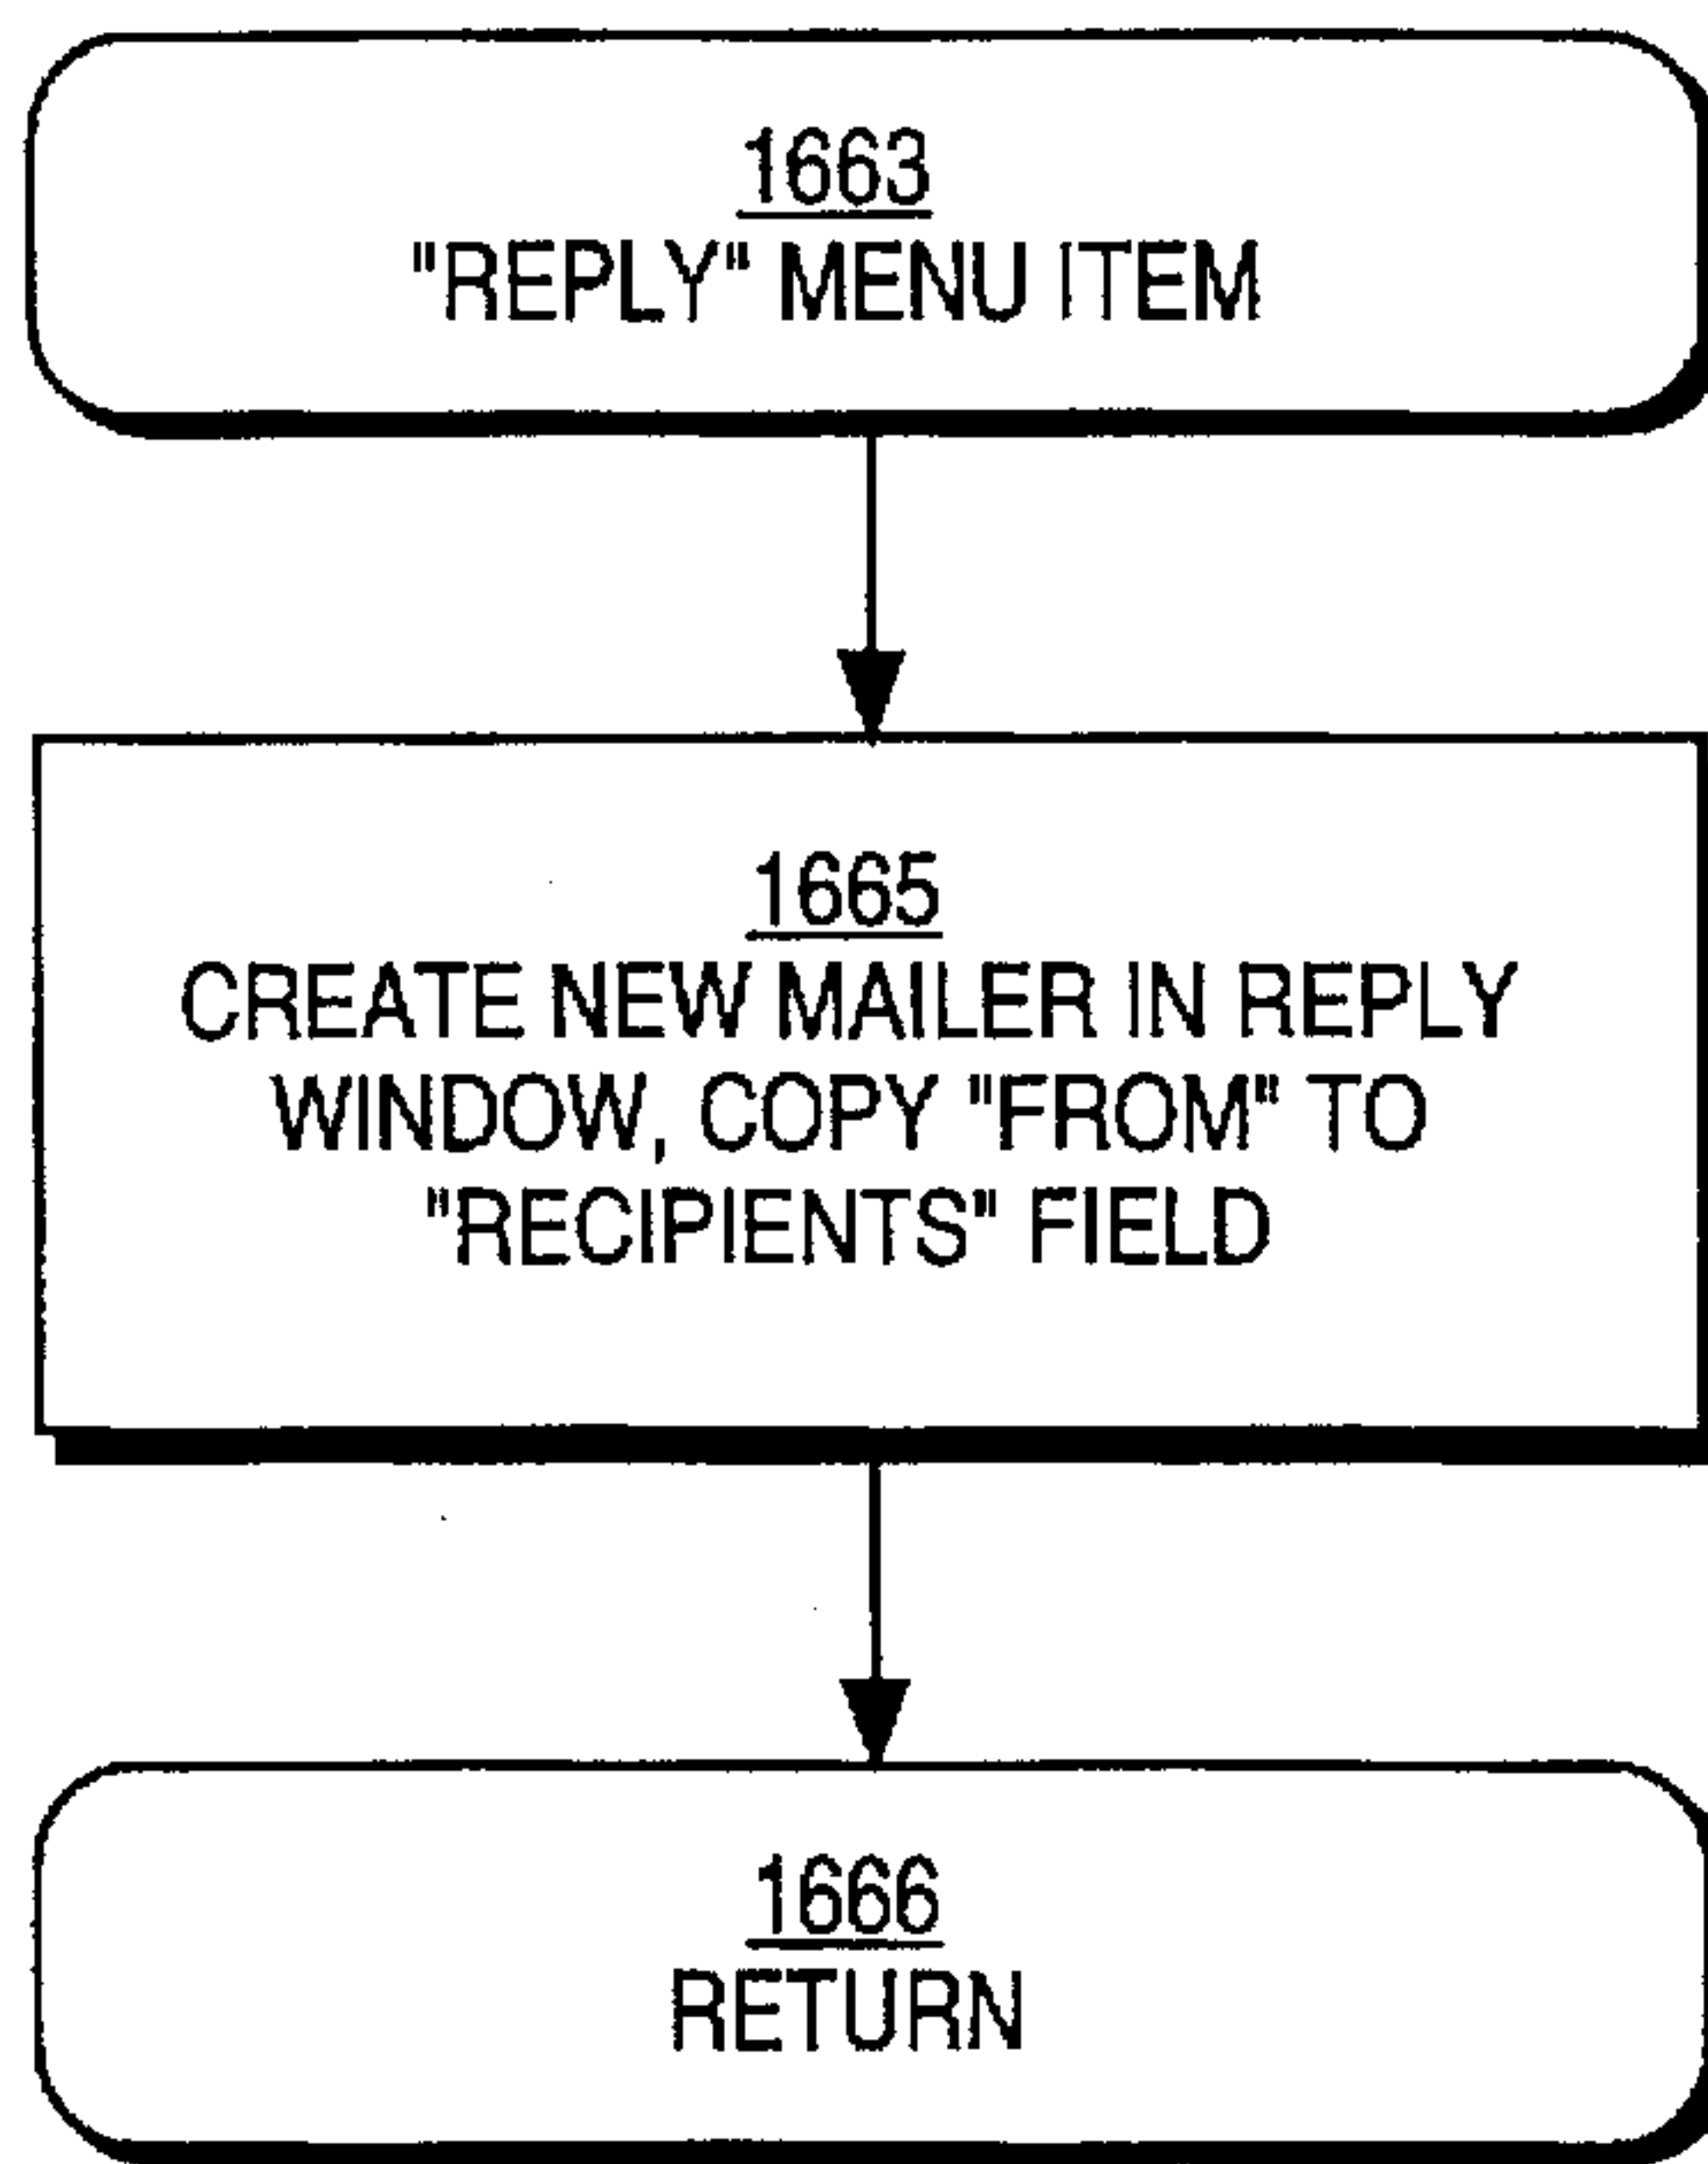 1663
"REPLY" MENU ITEM
1665
CREATE NEW MAILER IN REPLY
WINDOW, COPY "FROM" TO
"RECIPIENTS" FIELD
1666
RETURN